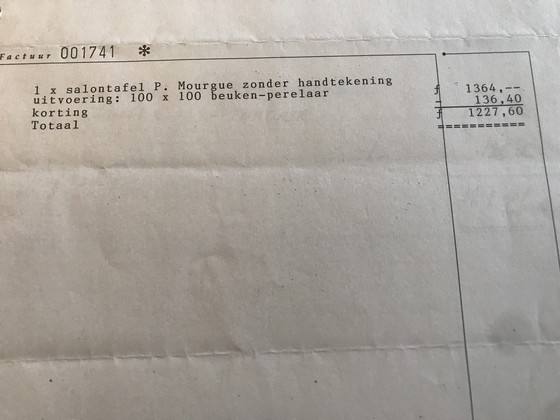 Factuur 001741 *
1 x salontafel P. Mourgue zonder handtekening ƒ 1364,--
uitvoering: 100 x 100 beuken-perelaar
korting - 136,40
Totaal ƒ 1227,60
==========